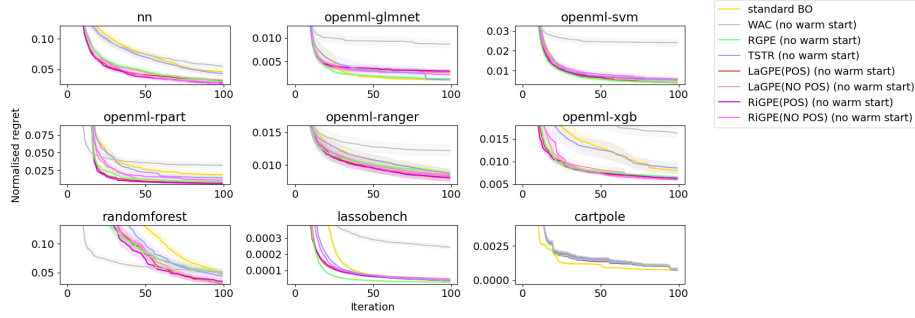 nn
openml-glmnet
openml-svm
0.10
0.05
0.010
0.005
0.03
0.01
0 50 100
0 50 100
0 50 100
openml-rpart
openml-ranger
openml-xgb
0.075
0.050
0.025
0.015
0.010
0.015
0.010
0.005
0 50 100
0 50 100
0 50 100
randomforest
lassobench
cartpole
0.10
0.05
0.0003
0.0002
0.0001
0.0025
0.0000
0 50 100
0 50 100
0 50 100
Normalised regret
Iteration
standard BO
WAC (no warm start)
RGPE (no warm start)
TSTR (no warm start)
LaGPE(POS) (no warm start)
LaGPE(NO POS) (no warm start)
RiGPE(POS) (no warm start)
RiGPE(NO POS) (no warm start)